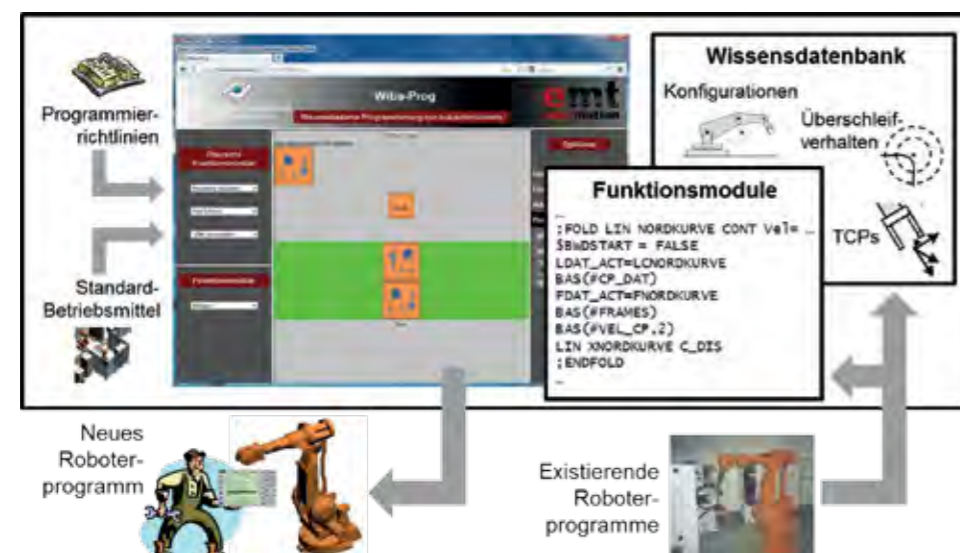 Programmier-
richtlinien
Standard-
Betriebsmittel
Wiba-Prog
emt
Wissensdatenbank
Konfigurationen
Überschleif-
verhalten
TCPs
Funktionsmodule
…
;FOLD LIN NORDKURVE CONT Vel= …
$BWDSTART = FALSE
LDAT_ACT=LCNORDKURVE
BAS(#CP_DAT)
FDAT_ACT=FNORDKURVE
BAS(#FRAMES)
BAS(#VEL_CP.2)
LIN XNORDKURVE C_DIS
;ENDFOLD
…
Neues
Roboter-
programm
Existierende
Roboter-
programme